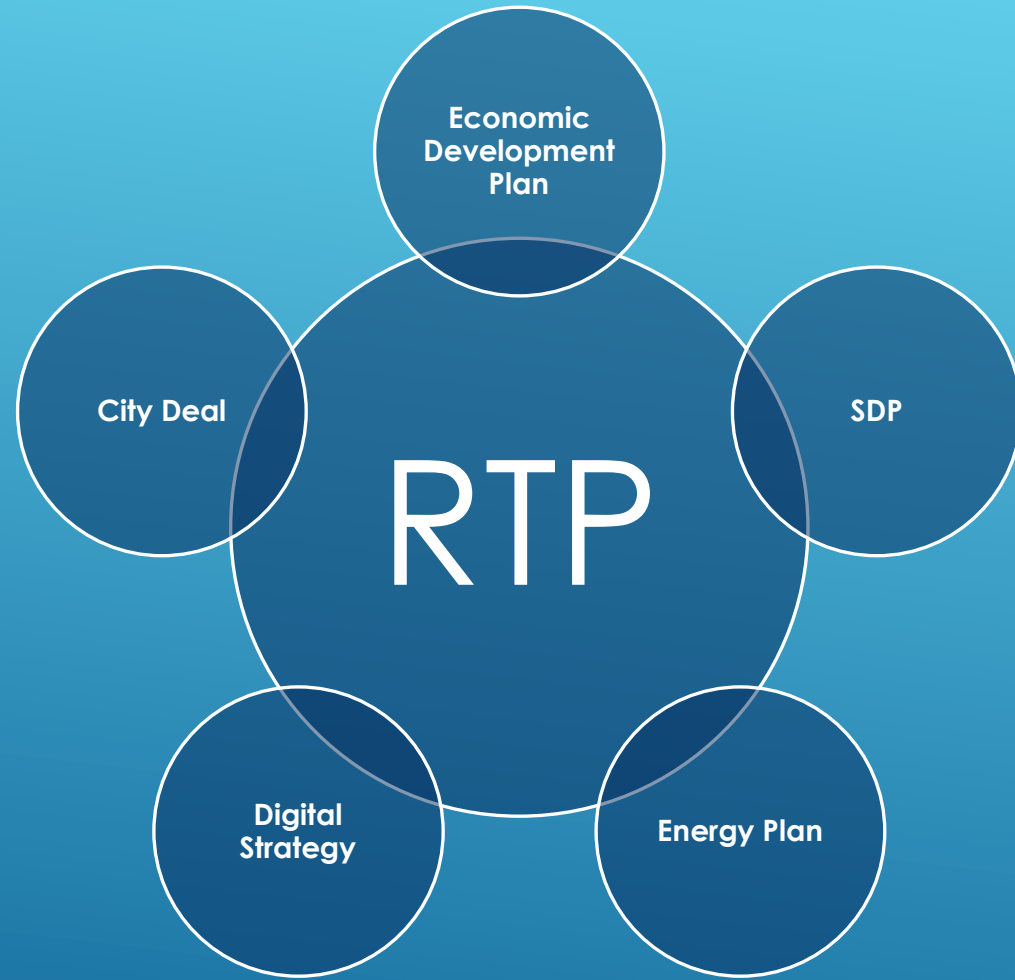 Economic
Development
Plan
City Deal
SDP
RTP
Digital
Strategy
Energy Plan